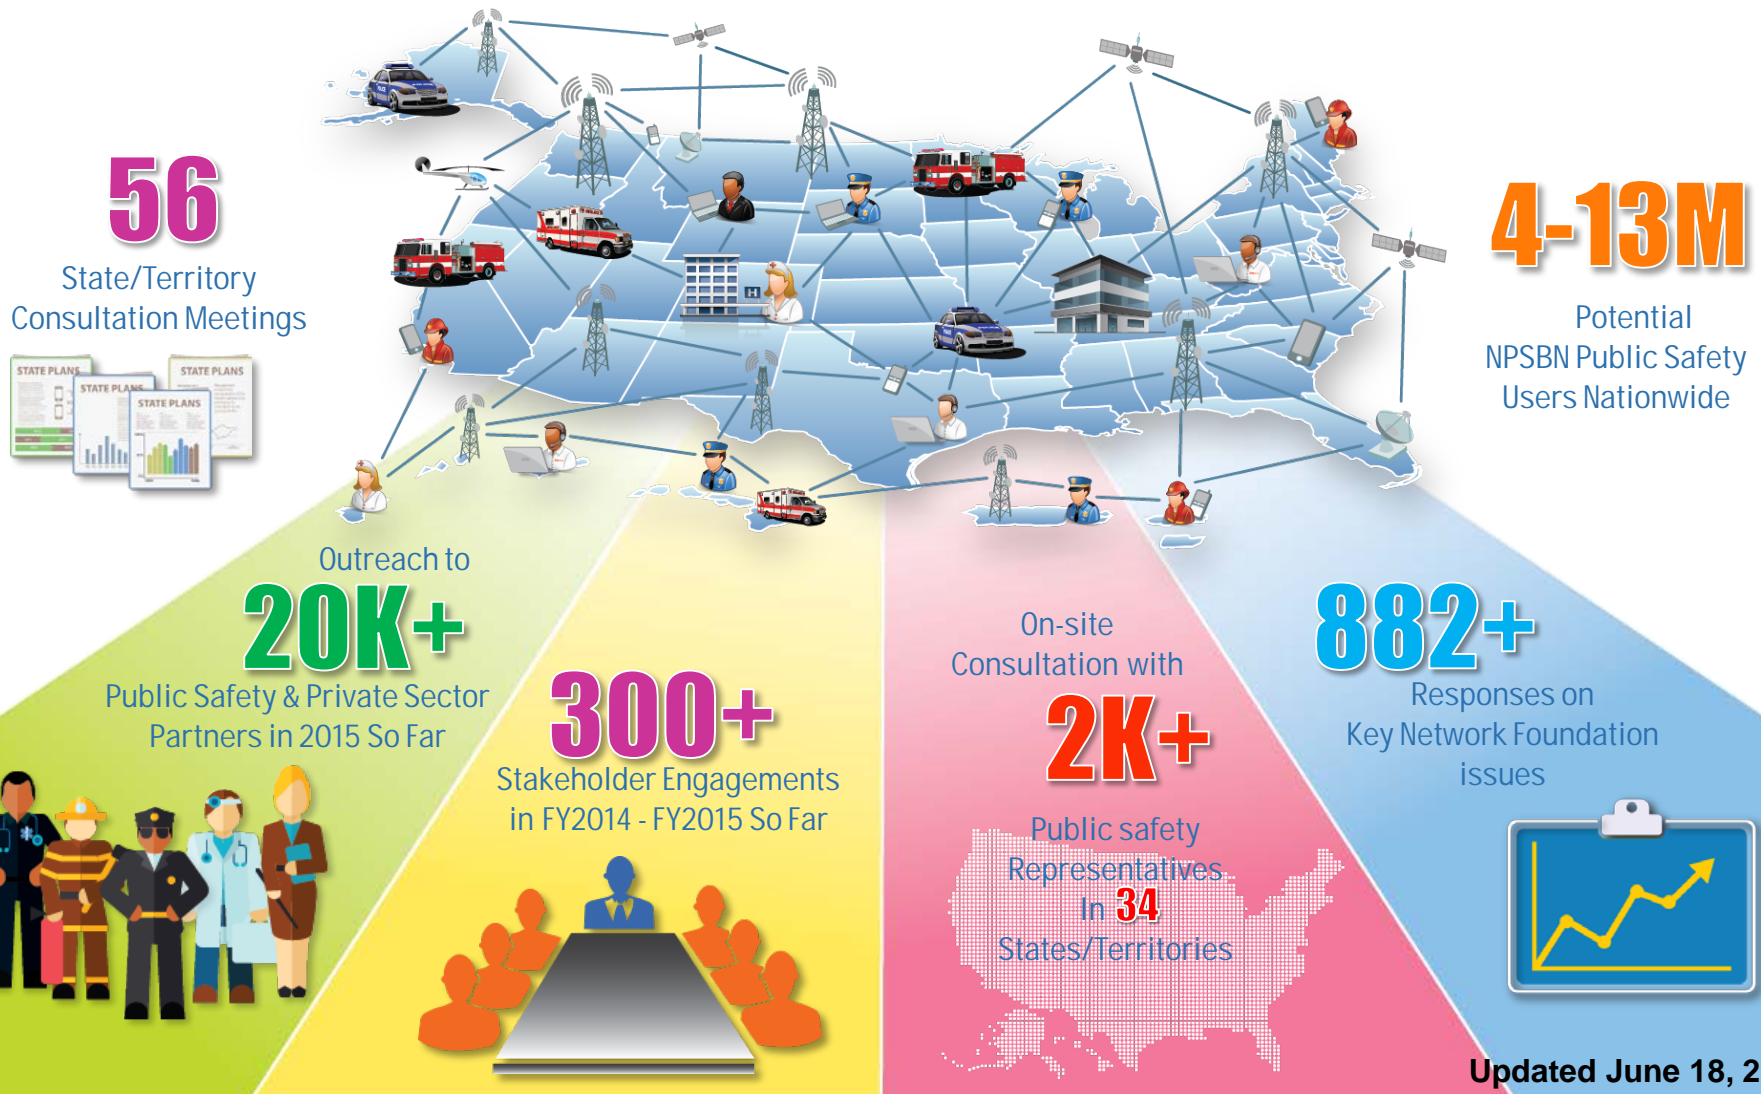 56
State/Territory
Consultation Meetings
STATE PLANS
STATE PLANS
STATE PLANS
STATE PLANS
4-13M
Potential
NPSBN Public Safety
Users Nationwide
H
Outreach to
20K+
Public Safety & Private Sector
Partners in 2015 So Far
300+
Stakeholder Engagements
in FY2014 - FY2015 So Far
On-site
Consultation with
2K+
Public safety
Representatives
In 34
States/Territories
882+
Responses on
Key Network Foundation
issues
Updated June 18, 2